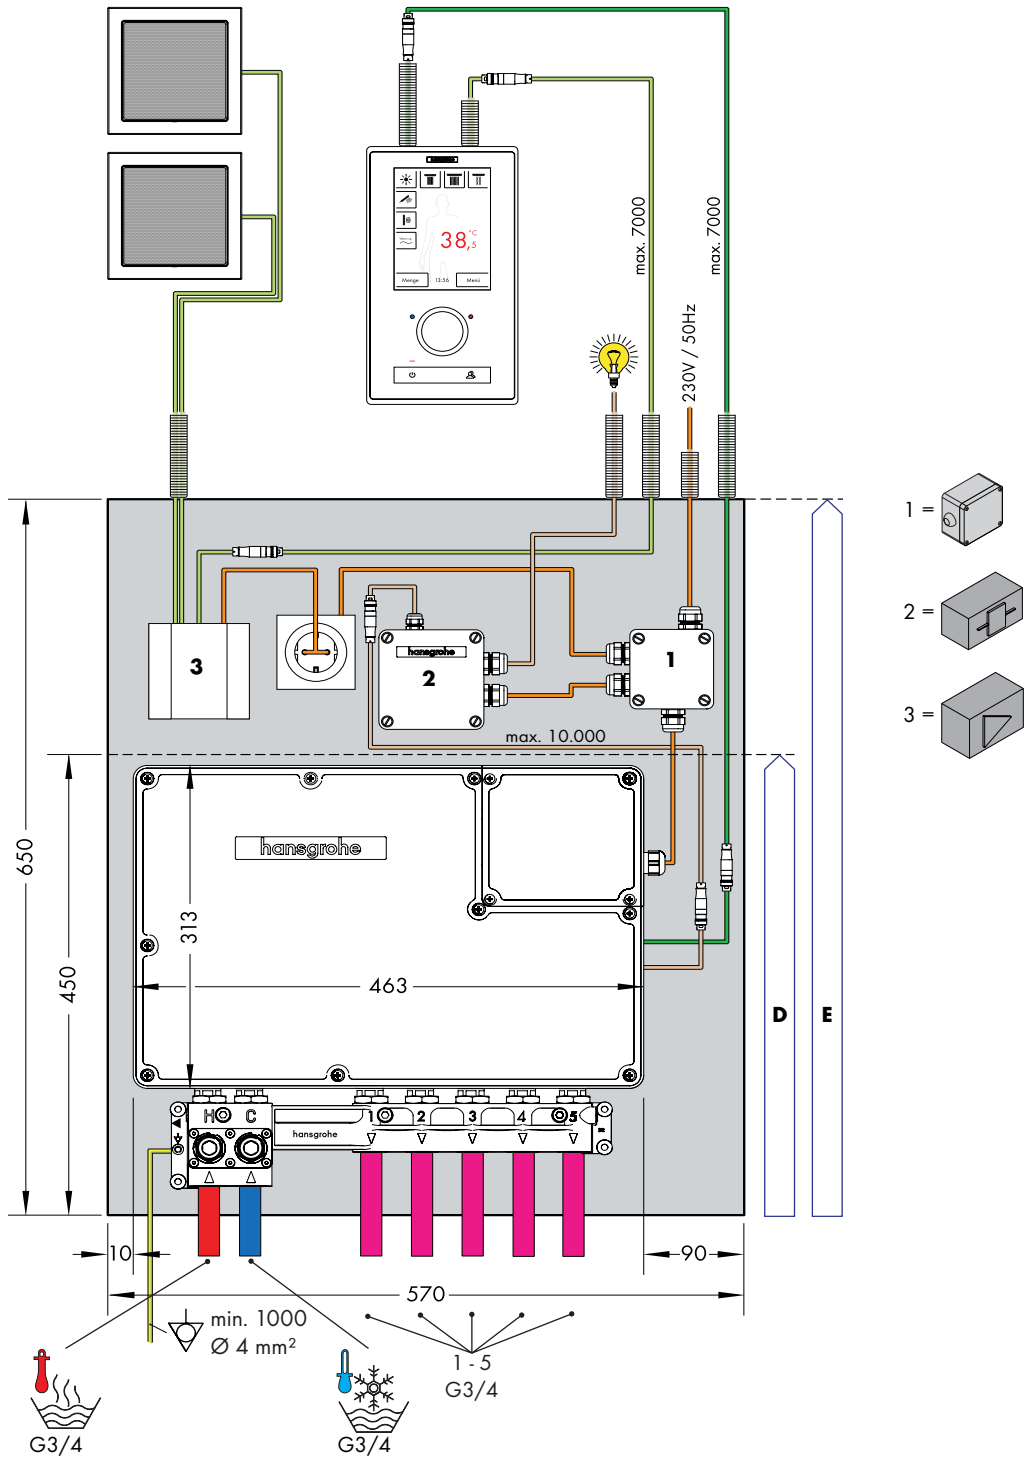 38,5 °C
Menge 13:56 Menü
max. 7000
max. 7000
230V / 50Hz
1 =
2 =
3 =
3
hansgrohe
2
1
max. 10.000
hansgrohe
650
450
313
463
D
E
H C
hansgrohe
1 2 3 4 5
10
90
570
min. 1000
Ø 4 mm²
1 - 5
G3/4
G3/4
G3/4